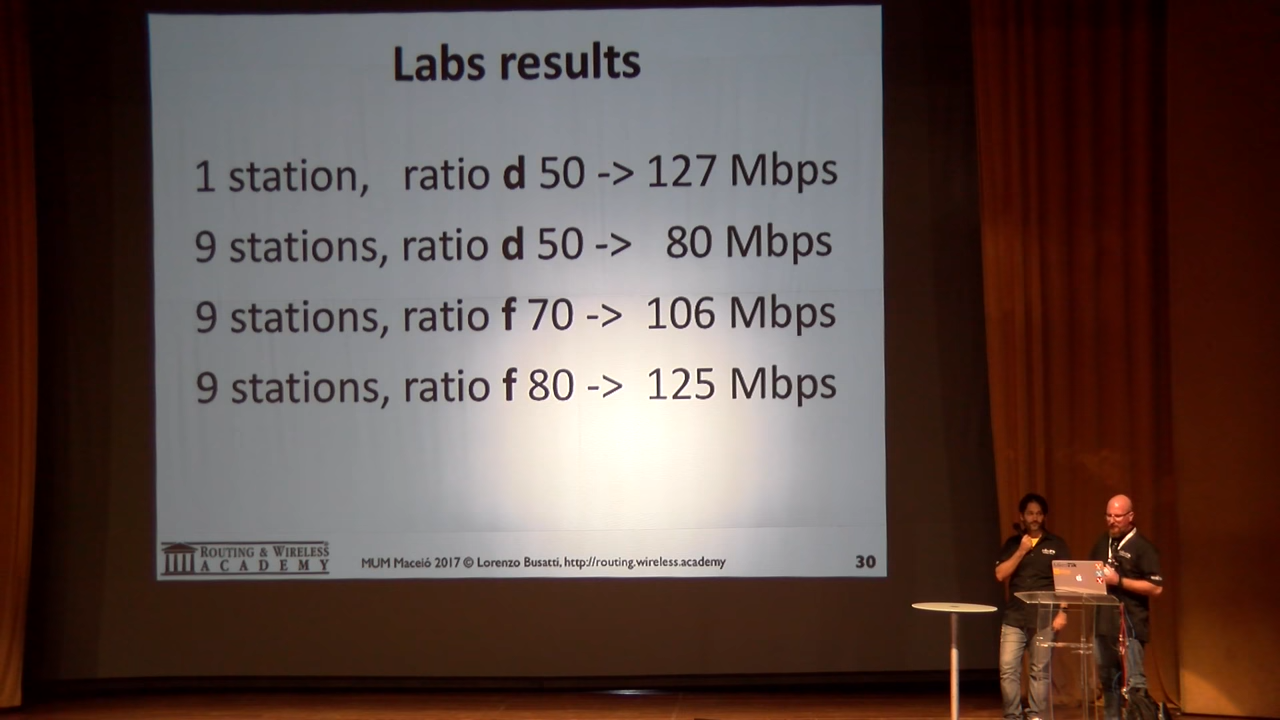 Labs results
1 station, ratio d 50 -> 127 Mbps
9 stations, ratio d 50 -> 80 Mbps
9 stations, ratio f 70 -> 106 Mbps
9 stations, ratio f 80 -> 125 Mbps
ROUTING & WIRELESS
ACADEMY
MUM Maceió 2017 © Lorenzo Busatti, http://routing.wireless.academy
30